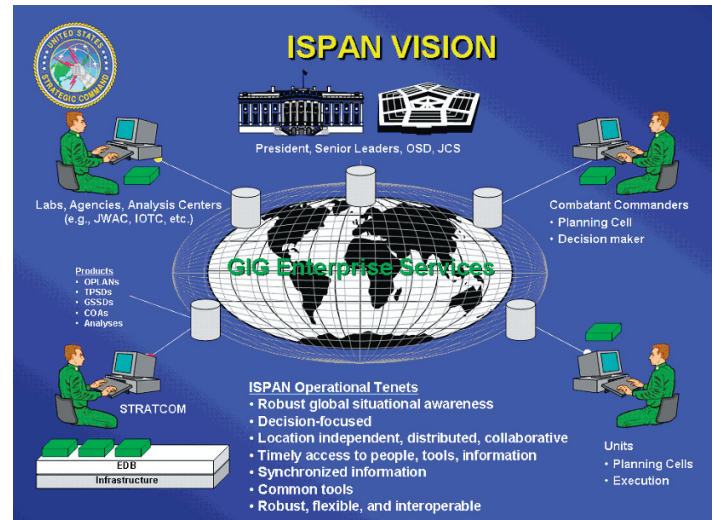 UNITED STATES
STRATEGIC COMMAND
ISPAN VISION
President, Senior Leaders, OSD, JCS
Labs, Agencies, Analysis Centers
(e.g., JWAC, IOTC, etc.)
Combatant Commanders
• Planning Cell
• Decision maker
GIG Enterprise Services
Products
• OPLANs
• TPSDs
• GSSDs
• COAs
• Analyses
STRATCOM
EDB
Infrastructure
ISPAN Operational Tenets
• Robust global situational awareness
• Decision-focused
• Location independent, distributed, collaborative
• Timely access to people, tools, information
• Synchronized information
• Common tools
• Robust, flexible, and interoperable
Units
• Planning Cells
• Execution